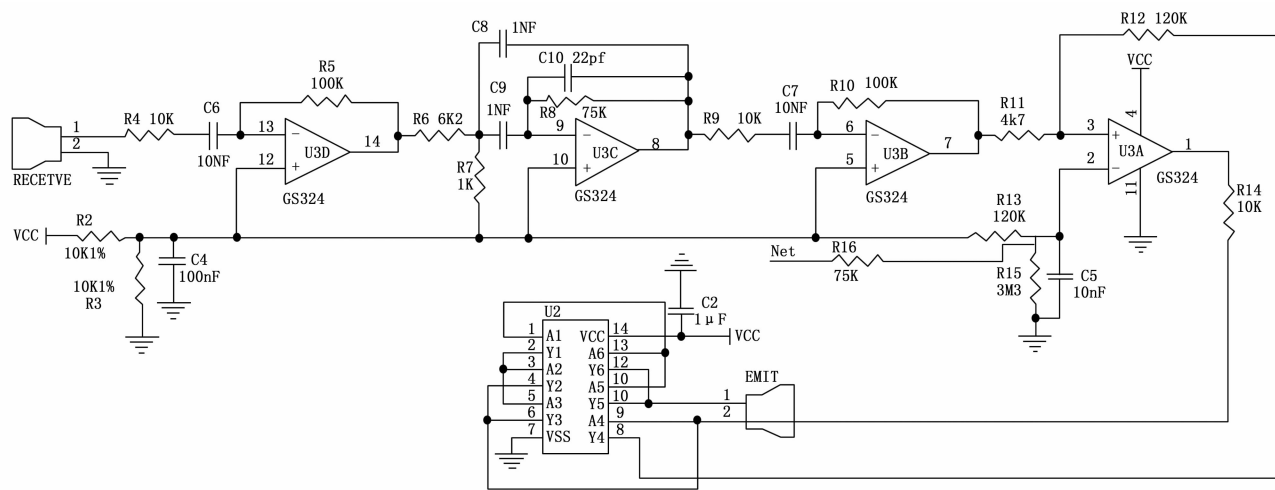 R12 120K
C8
1NF
VCC
C10 22pf
R5
100K
C9
1NF
C7
10NF
R10 100K
R11
4k7
4
R4 10K
C6
10NF
R6 6K2
R8 75K
R9 10K
1
2
RECETVE
13
12
U3D
14
GS324
R7
1K
9
10
U3C
8
GS324
6
5
U3B
7
GS324
3
2
U3A
1
11
GS324
R14
10K
R13
120K
VCC
R2
10K1%
C4
100nF
10K1%
R3
Net
R16
75K
R15
3M3
C5
10nF
C2
1μF
VCC
U2
1 A1 VCC 14
2 Y1 A6 13
3 A2 Y6 12
4 Y2 A5 10
5 A3 Y5 10
6 Y3 A4 9
7 VSS Y4 8
EMIT
1
2